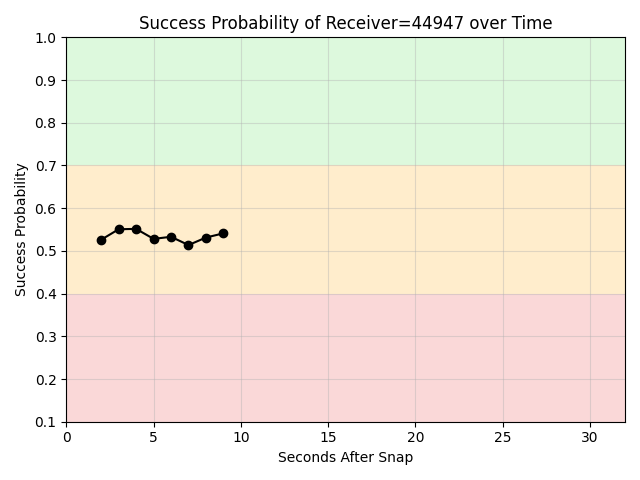 Success Probability of Receiver=44947 over Time
1.0
0.9
0.8
0.7
0.6
0.5
0.4
0.3
0.2
0.1
Success Probability
0 5 10 15 20 25 30
Seconds After Snap